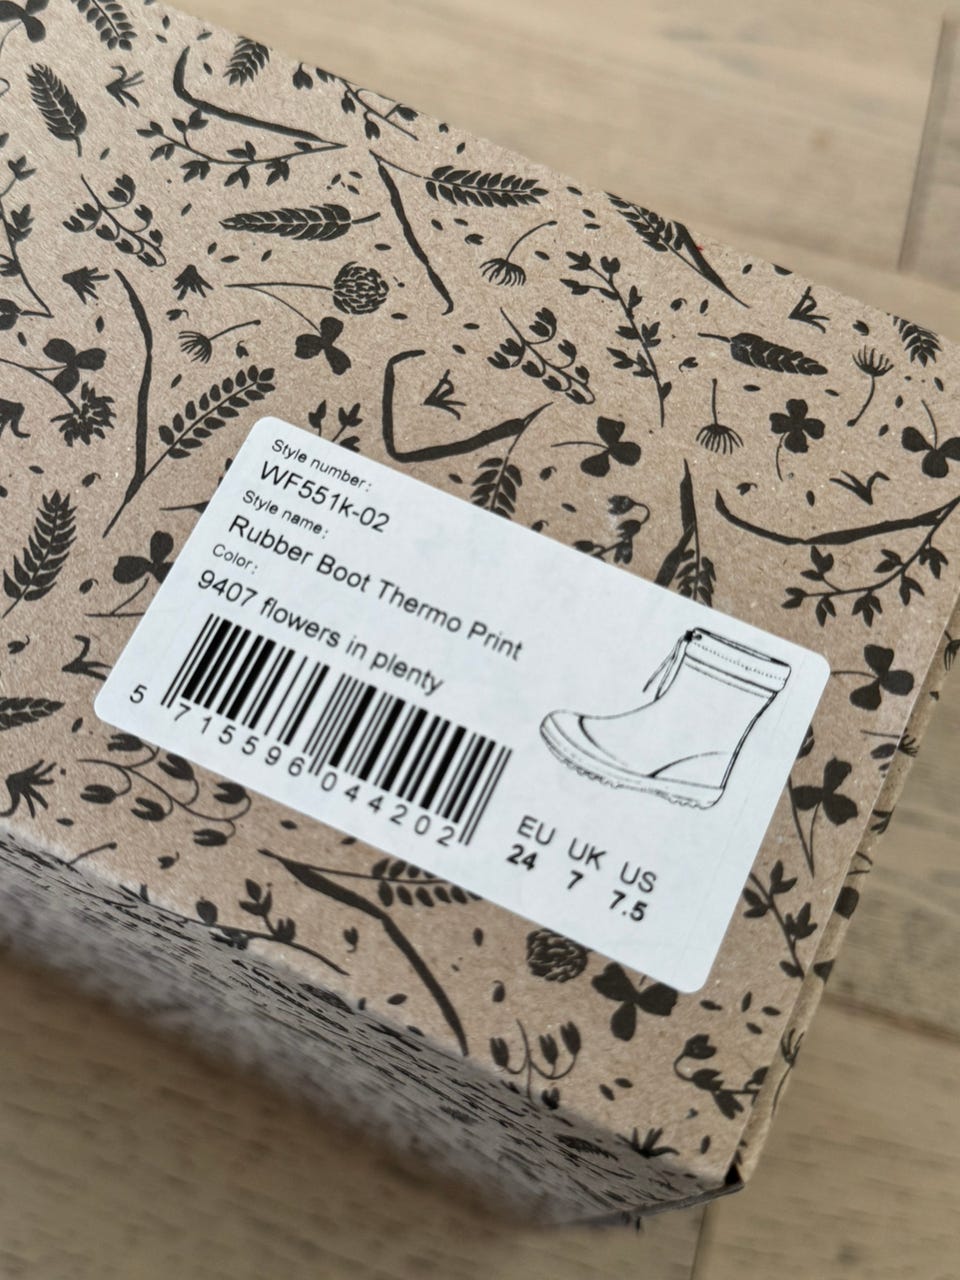 Style number:
WF551k-02
Style name:
Rubber Boot Thermo Print
Color:
9407 flowers in plenty
5 715596 044202
EU UK US
24 7 7.5